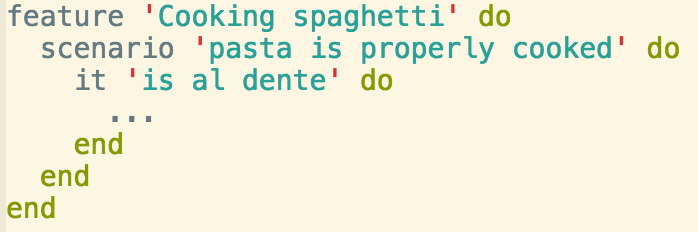 feature 'Cooking spaghetti' do
  scenario 'pasta is properly cooked' do
    it 'is al dente' do
      ...
    end
  end
end